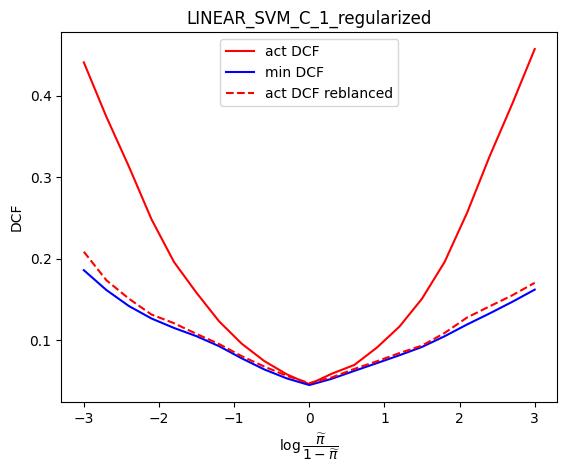 LINEAR_SVM_C_1_regularized
act DCF
min DCF
act DCF reblanced
DCF
0.4
0.3
0.2
0.1
−3 −2 −1 0 1 2 3
log π̃ / 1 − π̃